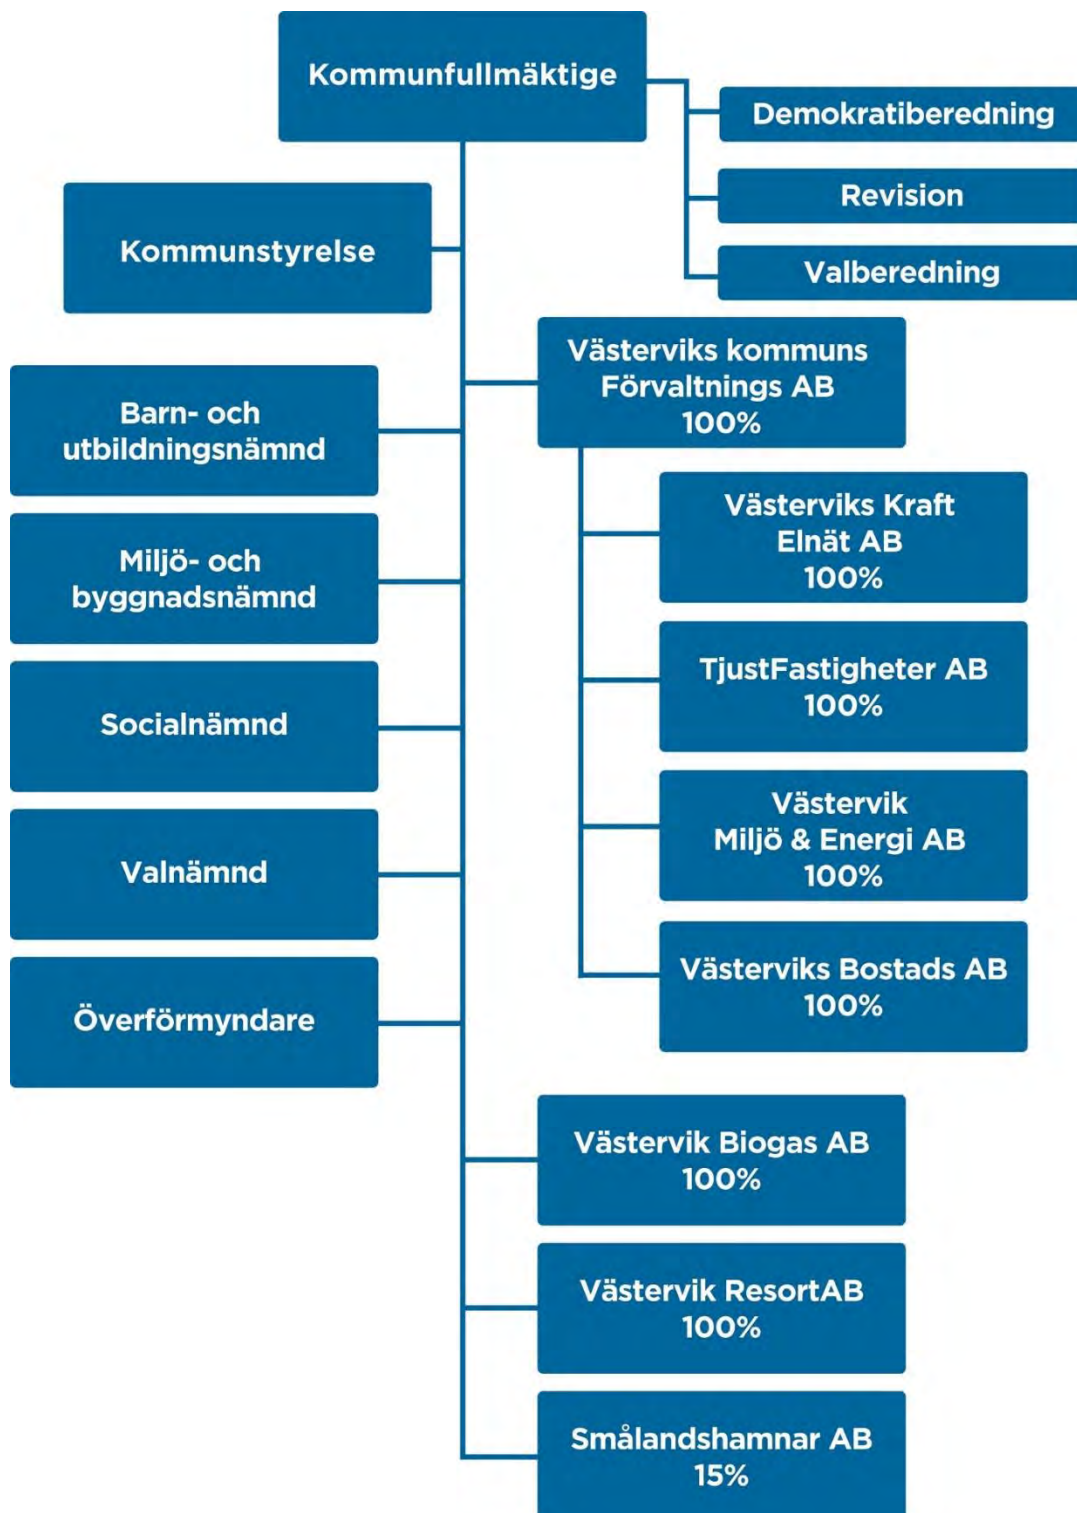 Kommunfullmäktige
Demokratiberedning
Revision
Valberedning
Kommunstyrelse
Västerviks kommuns
Förvaltnings AB
100%
Barn- och
utbildningsnämnd
Miljö- och
byggnadsnämnd
Socialnämnd
Valnämnd
Överförmyndare
Västerviks Kraft
Elnät AB
100%
TjustFastigheter AB
100%
Västervik
Miljö & Energi AB
100%
Västerviks Bostads AB
100%
Västervik Biogas AB
100%
Västervik ResortAB
100%
Smålandshamnar AB
15%